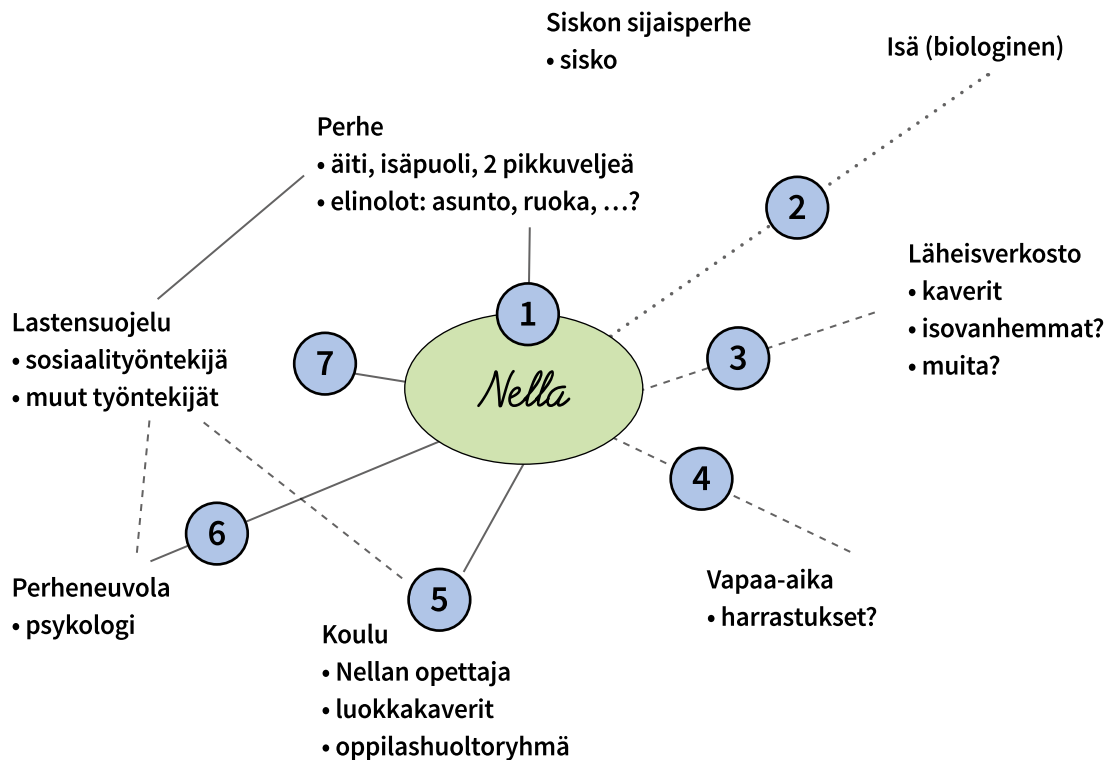 Siskon sijaisperhe
• sisko
Isä (biologinen)
Perhe
• äiti, isäpuoli, 2 pikkuveljeä
• elinolot: asunto, ruoka, …?
2
Läheisverkosto
• kaverit
• isovanhemmat?
• muita?
1
Lastensuojelu
• sosiaalityöntekijä
• muut työntekijät
7
3
Nella
4
6
Perheneuvola
• psykologi
5
Vapaa-aika
• harrastukset?
Koulu
• Nellan opettaja
• luokkakaverit
• oppilashuoltoryhmä